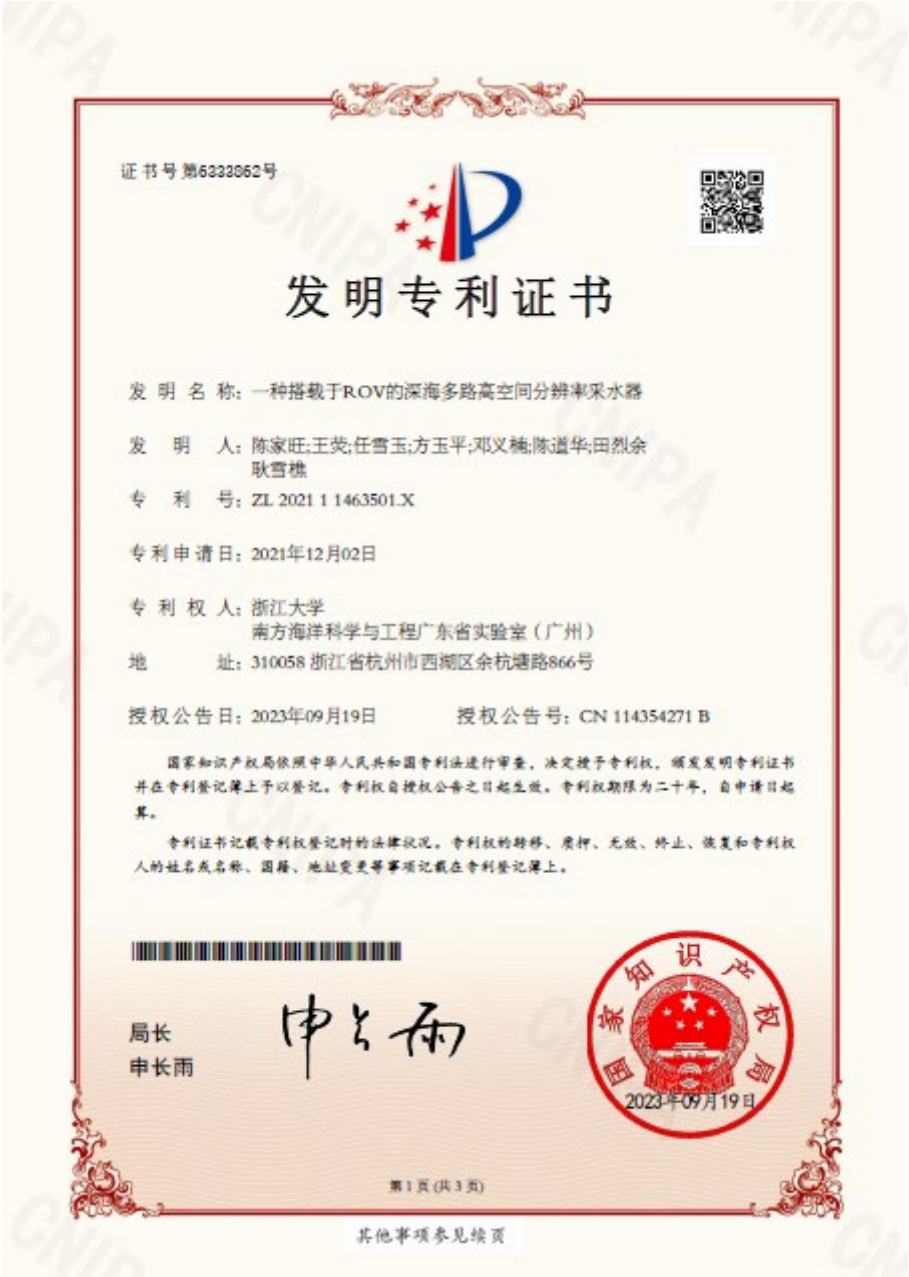 证书号第6333862号
发明专利证书
发 明 名 称：一种搭载于ROV的深海多路高空间分辨率采水器
发 明 人：陈家旺;王荧;任雪玉;方玉平;邓义楠;陈道华;田烈余
耿雪樵
专 利 号：ZL 2021 1 1463501.X
专利申请日：2021年12月02日
专 利 权 人：浙江大学
南方海洋科学与工程广东省实验室（广州）
地 址：310058 浙江省杭州市西湖区余杭塘路866号
授权公告日：2023年09月19日 授权公告号：CN 114354271 B
国家知识产权局依照中华人民共和国专利法进行审查，决定授予专利权，颁发发明专利证书
并在专利登记簿上予以登记。专利权自授权公告之日起生效。专利权期限为二十年，自申请日起
算。
专利证书记载专利权登记时的法律状况。专利权的转移、质押、无效、终止、恢复和专利权
人的姓名或名称、国籍、地址变更等事项记载在专利登记簿上。
局长
申长雨
申长雨
国家知识产权局
2023年09月19日
第 1 页 (共 3 页)
其他事项参见续页
CNIPA